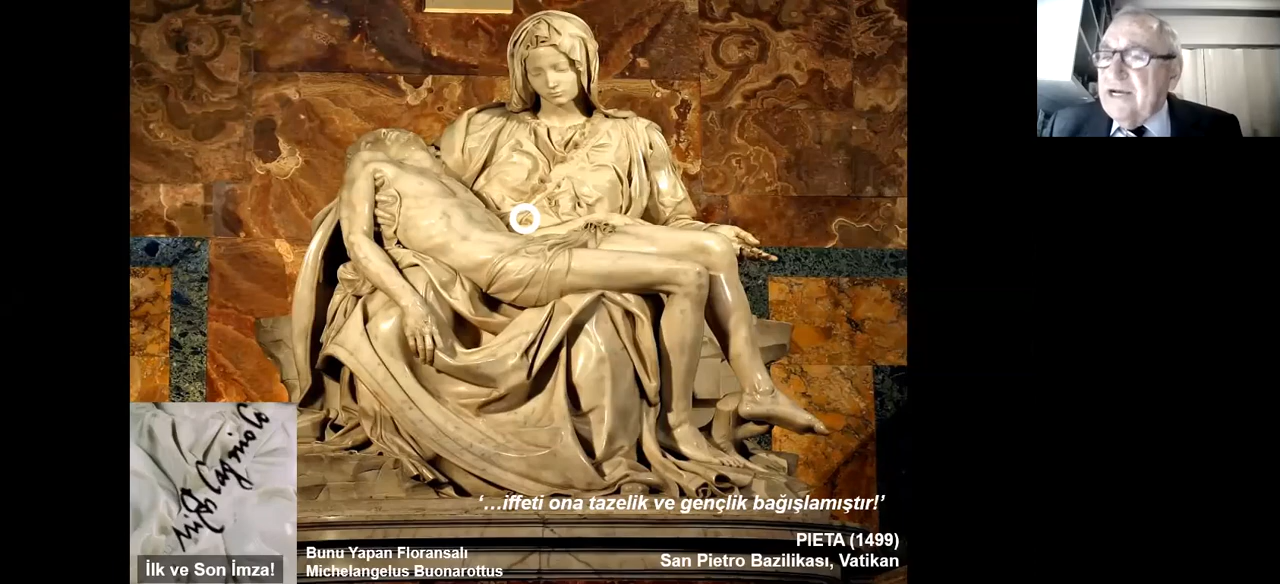 ‘…iffeti ona tazelik ve gençlik bağışlamıştır!’
PIETA (1499)
San Pietro Bazilikası, Vatikan
Bunu Yapan Floransalı
Michelangelus Buonarottus
İlk ve Son İmza!